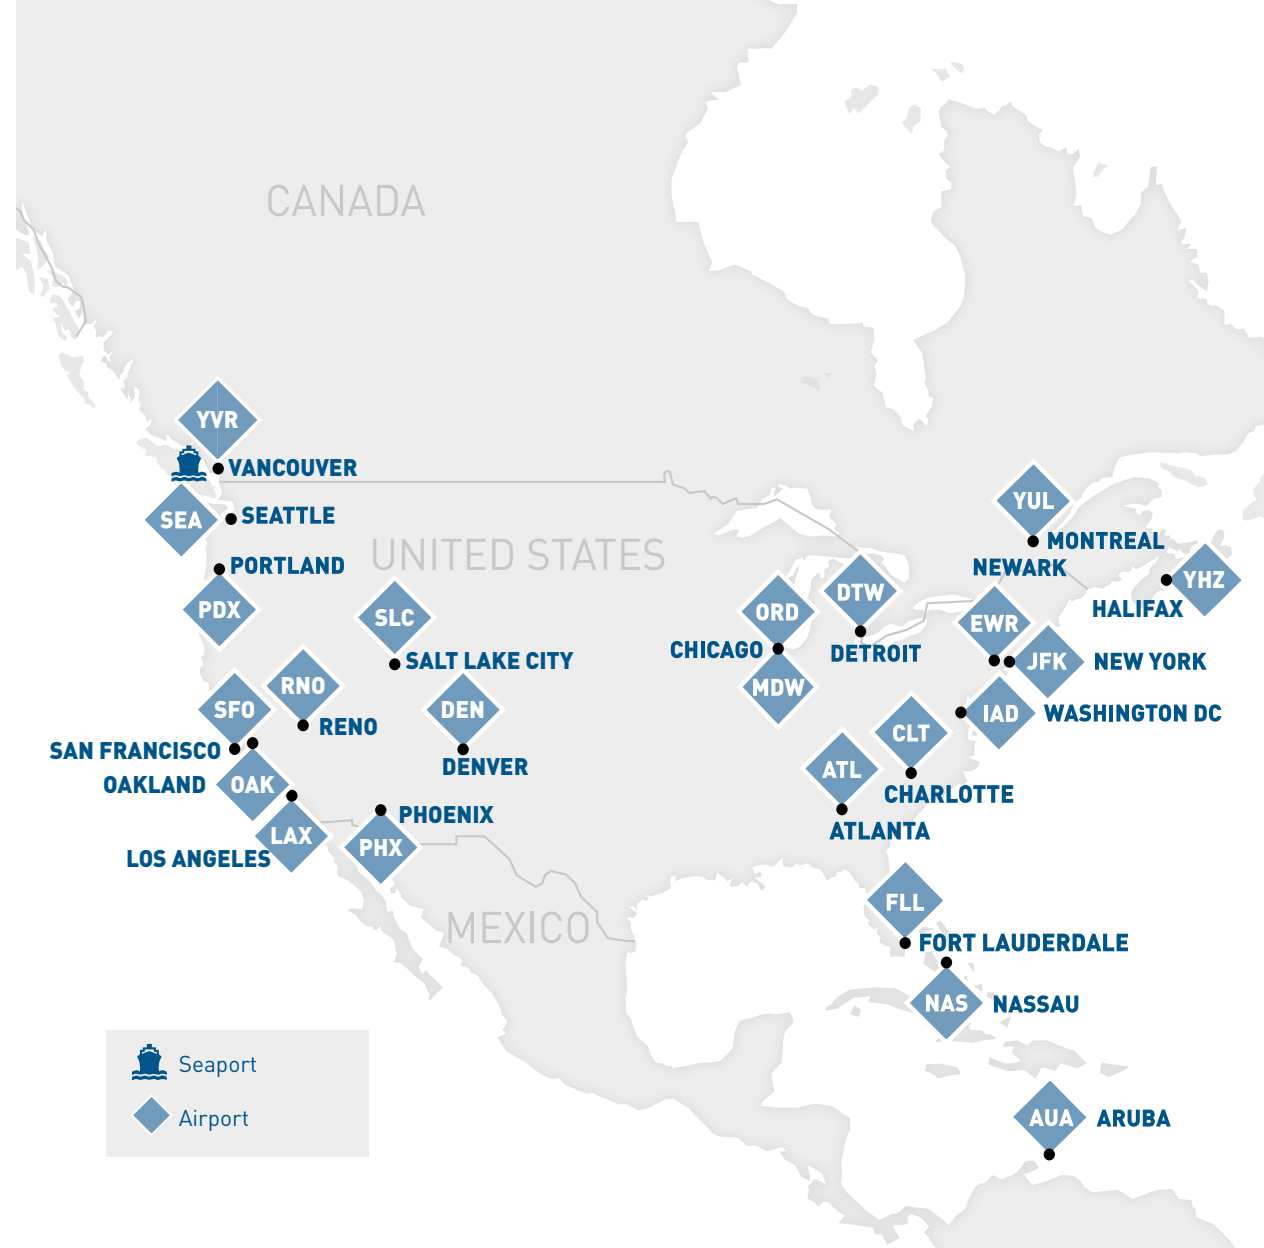 CANADA
YVR
VANCOUVER
SEA
SEATTLE
YUL
MONTREAL
UNITED STATES
PORTLAND
PDX
NEWARK
YHZ
HALIFAX
SLC
SALT LAKE CITY
ORD
CHICAGO
MDW
DTW
DETROIT
EWR
JFK
NEW YORK
RNO
RENO
SFO
SAN FRANCISCO
DEN
DENVER
IAD
WASHINGTON DC
CLT
CHARLOTTE
OAKLAND
OAK
ATL
ATLANTA
LAX
LOS ANGELES
PHOENIX
PHX
MEXICO
FLL
FORT LAUDERDALE
NAS
NASSAU
Seaport
Airport
AUA
ARUBA